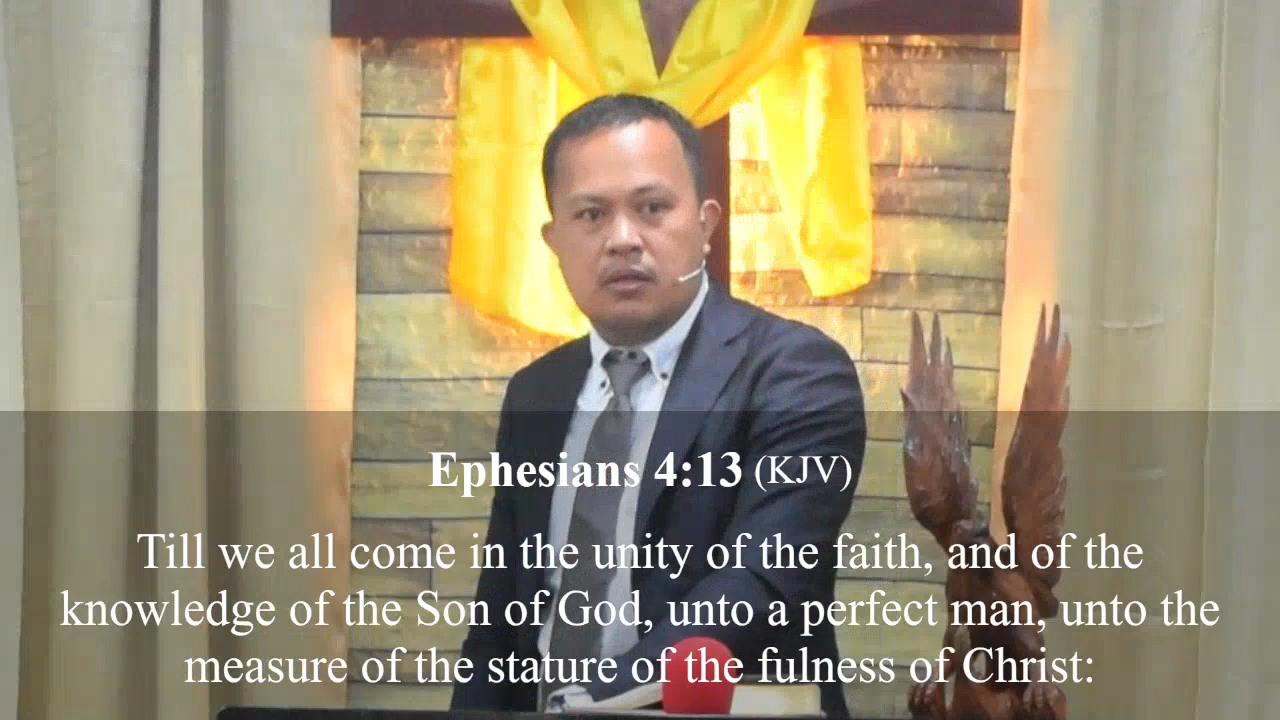 Ephesians 4:13 (KJV)
Till we all come in the unity of the faith, and of the
knowledge of the Son of God, unto a perfect man, unto the
measure of the stature of the fulness of Christ: